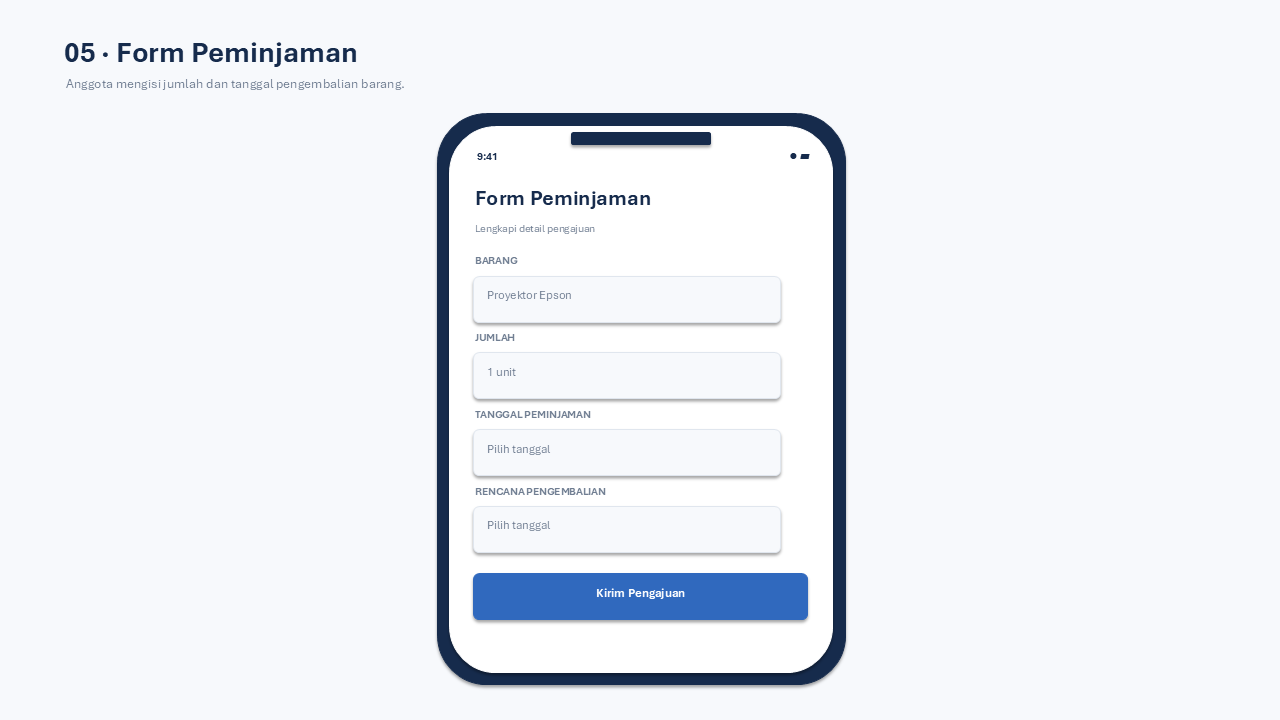 05 · Form Peminjaman
Anggota mengisi jumlah dan tanggal pengembalian barang.
9:41
Form Peminjaman
Lengkapi detail pengajuan
BARANG
Proyektor Epson
JUMLAH
1 unit
TANGGAL PEMINJAMAN
Pilih tanggal
RENCANA PENGEMBALIAN
Pilih tanggal
Kirim Pengajuan